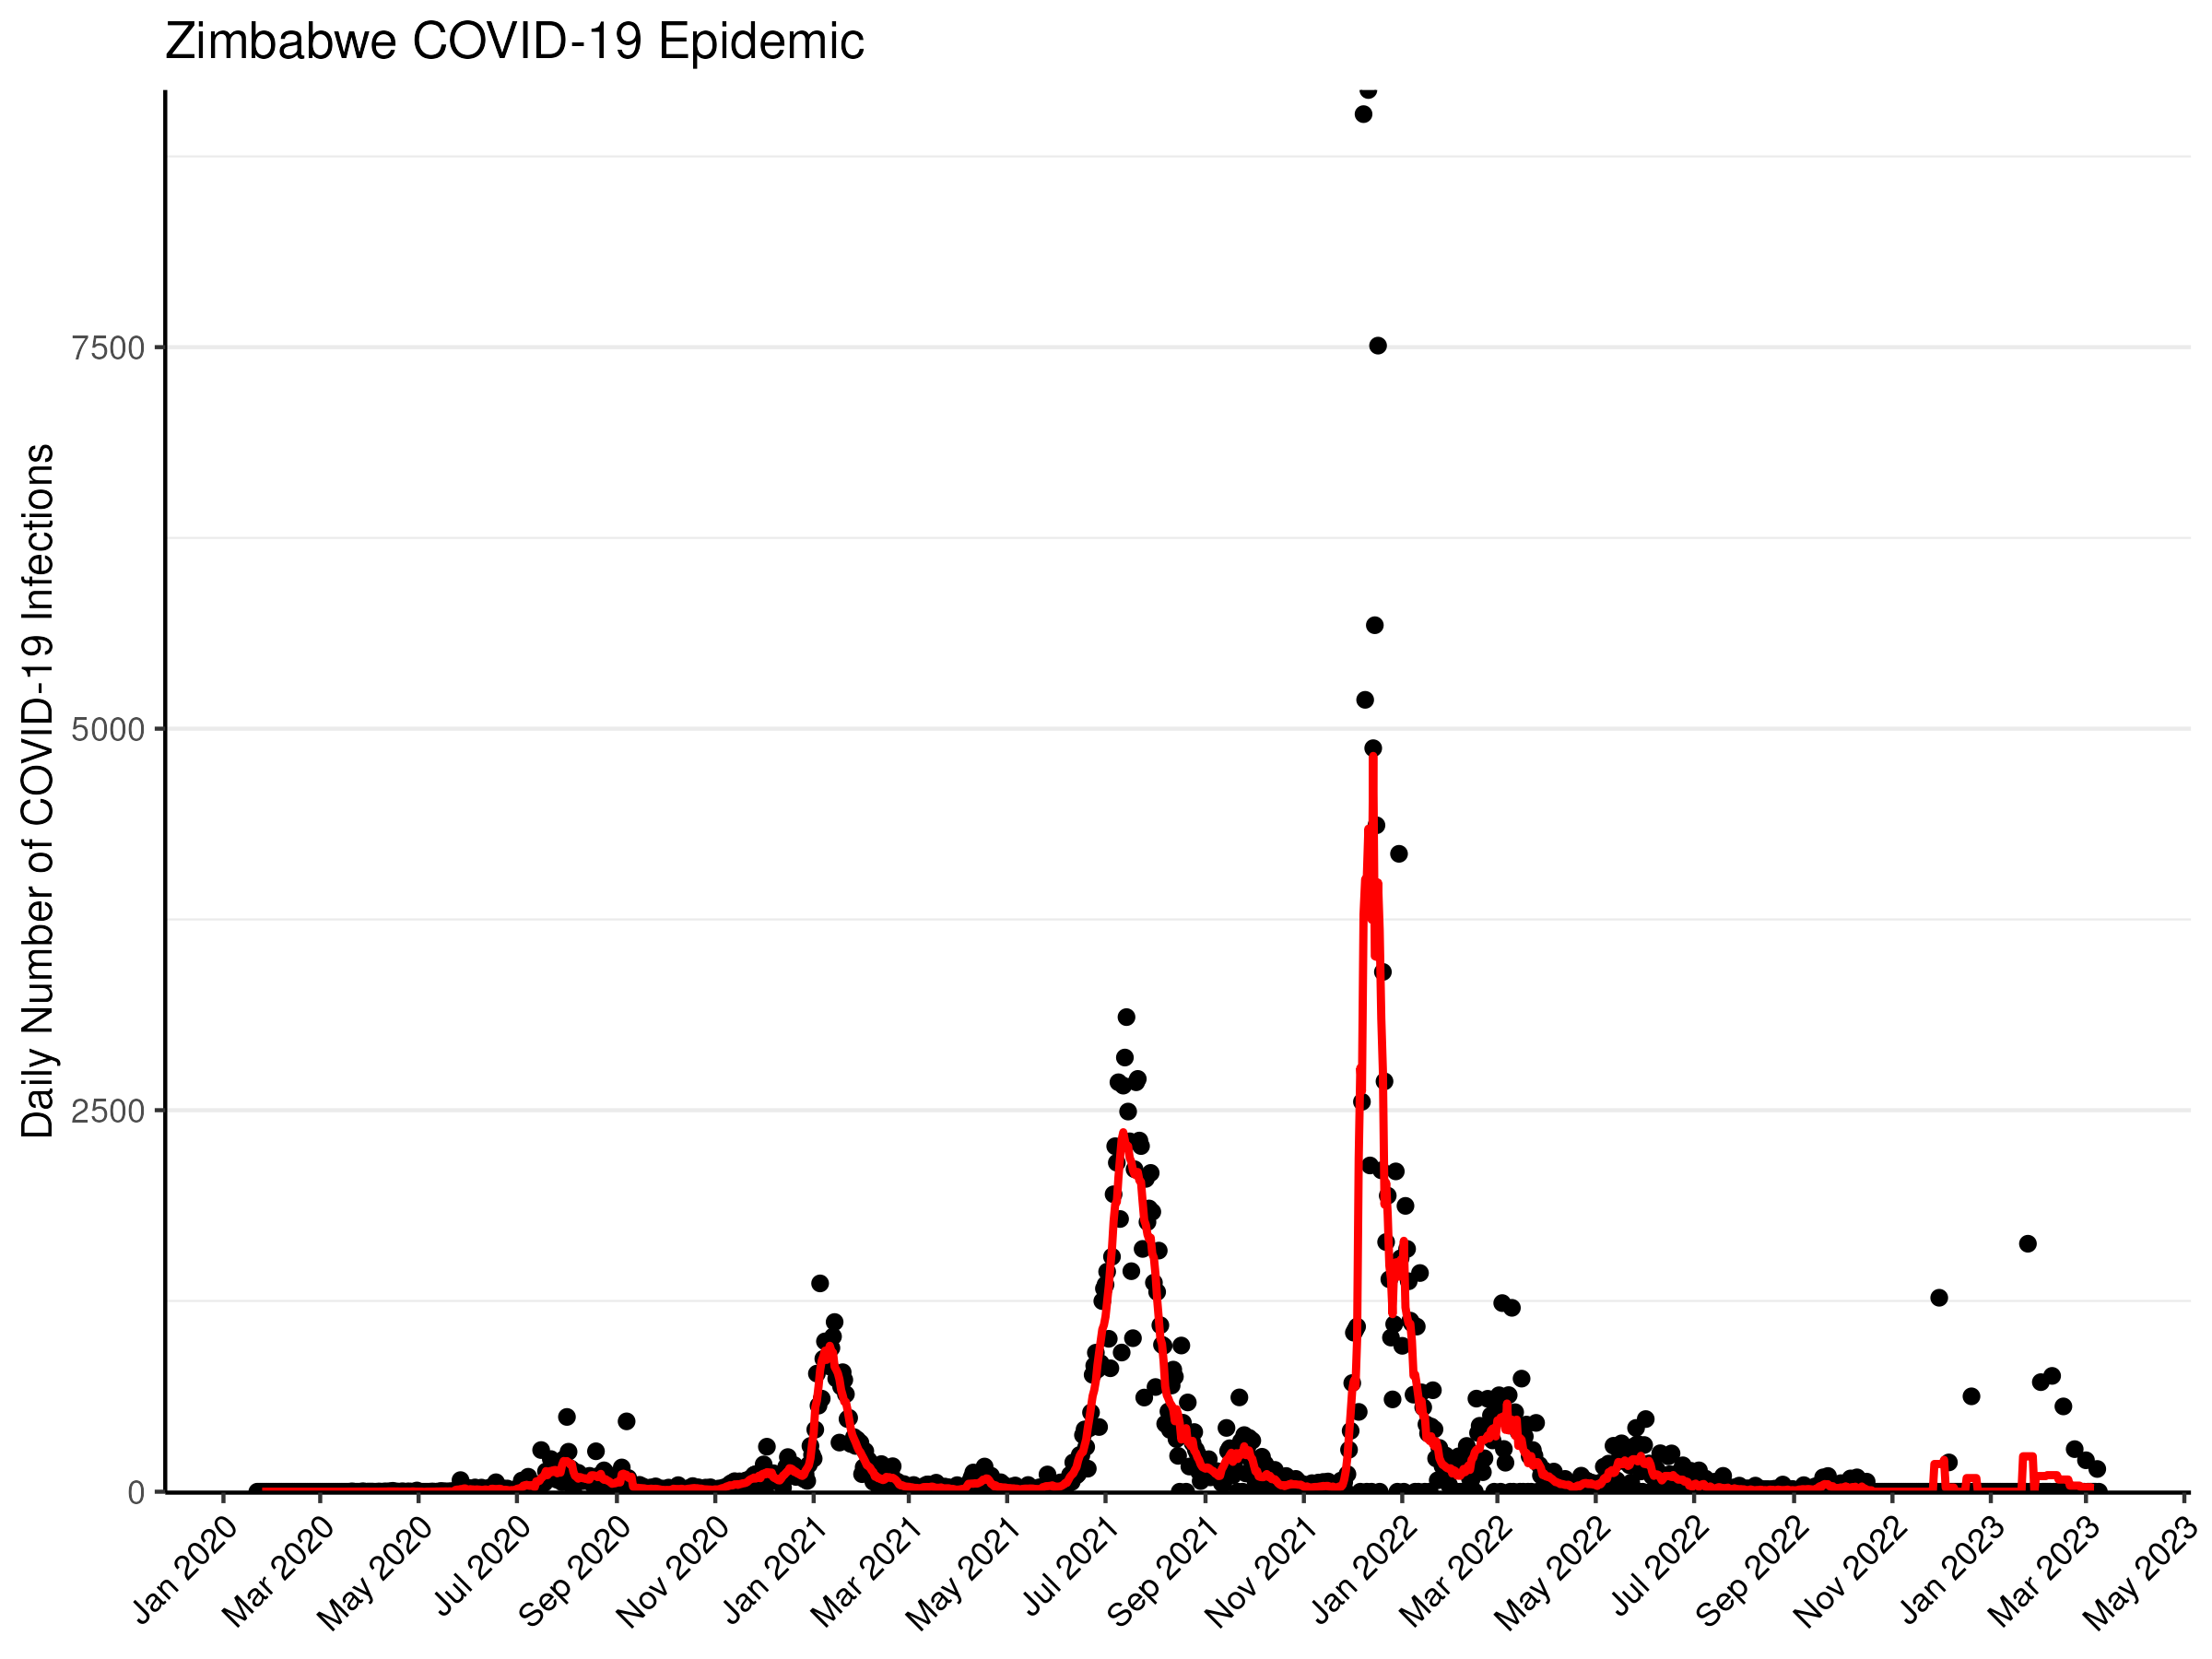 Zimbabwe COVID-19 Epidemic
Daily Number of COVID-19 Infections
7500
5000
2500
0
Jan 2020
Mar 2020
May 2020
Jul 2020
Sep 2020
Nov 2020
Jan 2021
Mar 2021
May 2021
Jul 2021
Sep 2021
Nov 2021
Jan 2022
Mar 2022
May 2022
Jul 2022
Sep 2022
Nov 2022
Jan 2023
Mar 2023
May 2023